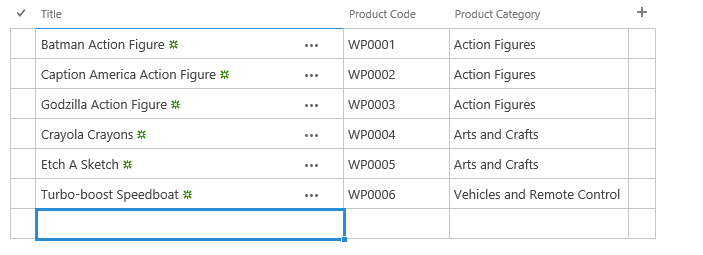 Title Product Code Product Category
Batman Action Figure WP0001 Action Figures
Caption America Action Figure WP0002 Action Figures
Godzilla Action Figure WP0003 Action Figures
Crayola Crayons WP0004 Arts and Crafts
Etch A Sketch WP0005 Arts and Crafts
Turbo-boost Speedboat WP0006 Vehicles and Remote Control